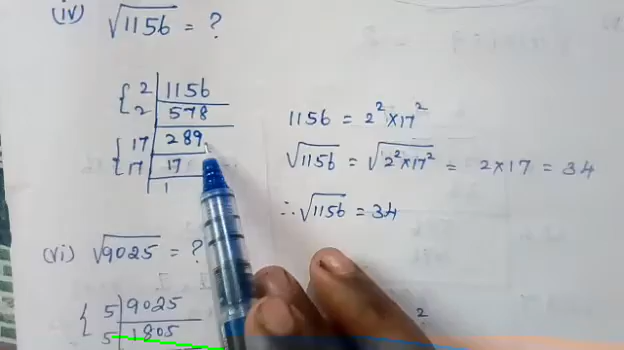 (iv) √1156 = ?
2 | 1156
2 | 578
17 | 289
17 | 17
1
1156 = 2² × 17²
√1156 = √2² × 17² = 2 × 17 = 34
∴ √1156 = 34
(vi) √9025 = ?
5 | 9025
5 | 1805
2